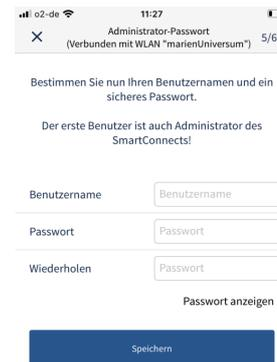 o2-de 11:27
Administrator-Passwort
(Verbunden mit WLAN "marienUniversum")
5/6
Bestimmen Sie nun Ihren Benutzernamen und ein
sicheres Passwort.
Der erste Benutzer ist auch Administrator des
SmartConnects!
Benutzername Benutzername
Passwort Passwort
Wiederholen Passwort
Passwort anzeigen
Speichern